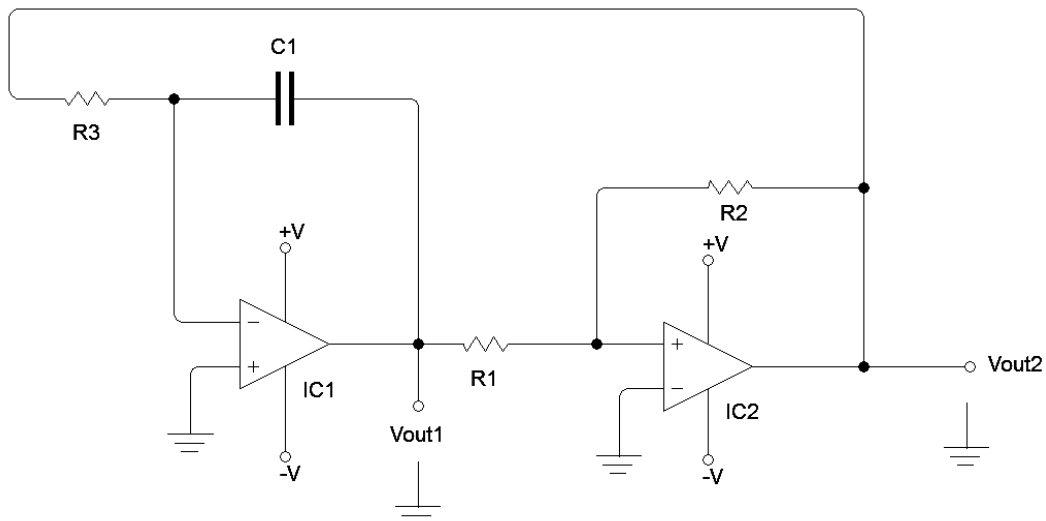 C1
R3
R2
+V
+V
−
+
IC1
R1
+
−
IC2
Vout2
Vout1
-V
-V